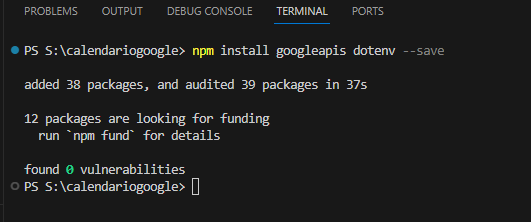 PROBLEMS OUTPUT DEBUG CONSOLE TERMINAL PORTS
PS S:\calendariogoogle> npm install googleapis dotenv --save
added 38 packages, and audited 39 packages in 37s
12 packages are looking for funding
  run `npm fund` for details
found 0 vulnerabilities
PS S:\calendariogoogle>